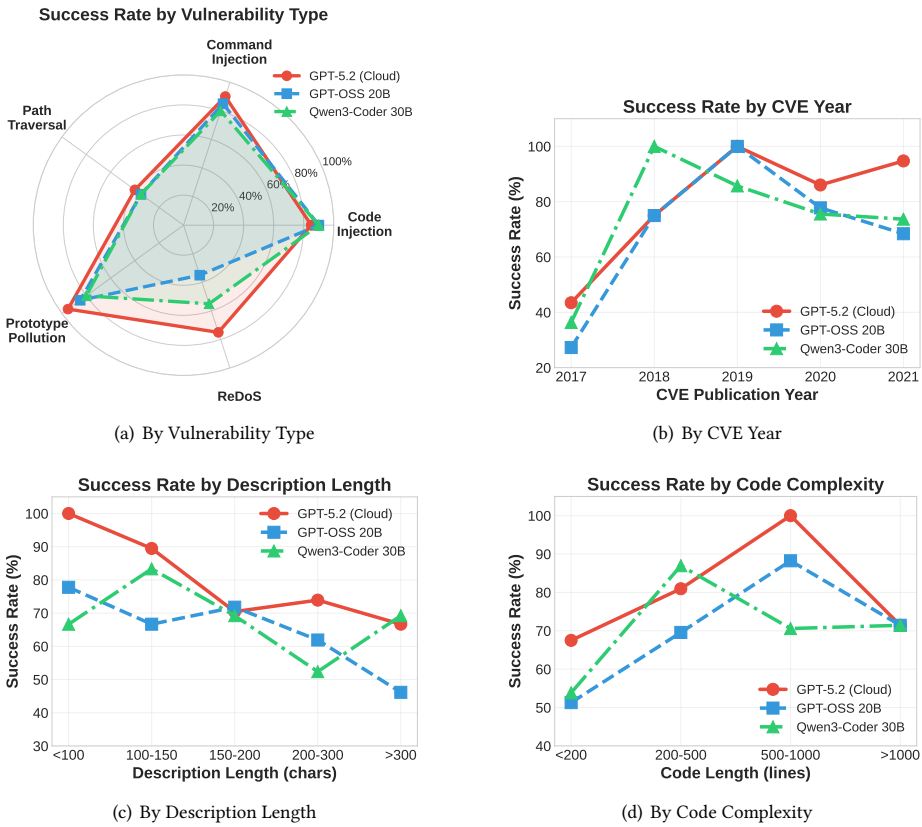 Success Rate by Vulnerability Type
Command
Injection
GPT-5.2 (Cloud)
GPT-OSS 20B
Qwen3-Coder 30B
Path
Traversal
100%
80%
60%
40%
20%
Code
Injection
Prototype
Pollution
ReDoS
(a) By Vulnerability Type
Success Rate by CVE Year
Success Rate (%)
100
80
60
40
20
GPT-5.2 (Cloud)
GPT-OSS 20B
Qwen3-Coder 30B
2017 2018 2019 2020 2021
CVE Publication Year
(b) By CVE Year
Success Rate by Description Length
Success Rate (%)
100
90
80
70
60
50
40
30
GPT-5.2 (Cloud)
GPT-OSS 20B
Qwen3-Coder 30B
<100 100-150 150-200 200-300 >300
Description Length (chars)
(c) By Description Length
Success Rate by Code Complexity
Success Rate (%)
100
90
80
70
60
50
40
GPT-5.2 (Cloud)
GPT-OSS 20B
Qwen3-Coder 30B
<200 200-500 500-1000 >1000
Code Length (lines)
(d) By Code Complexity